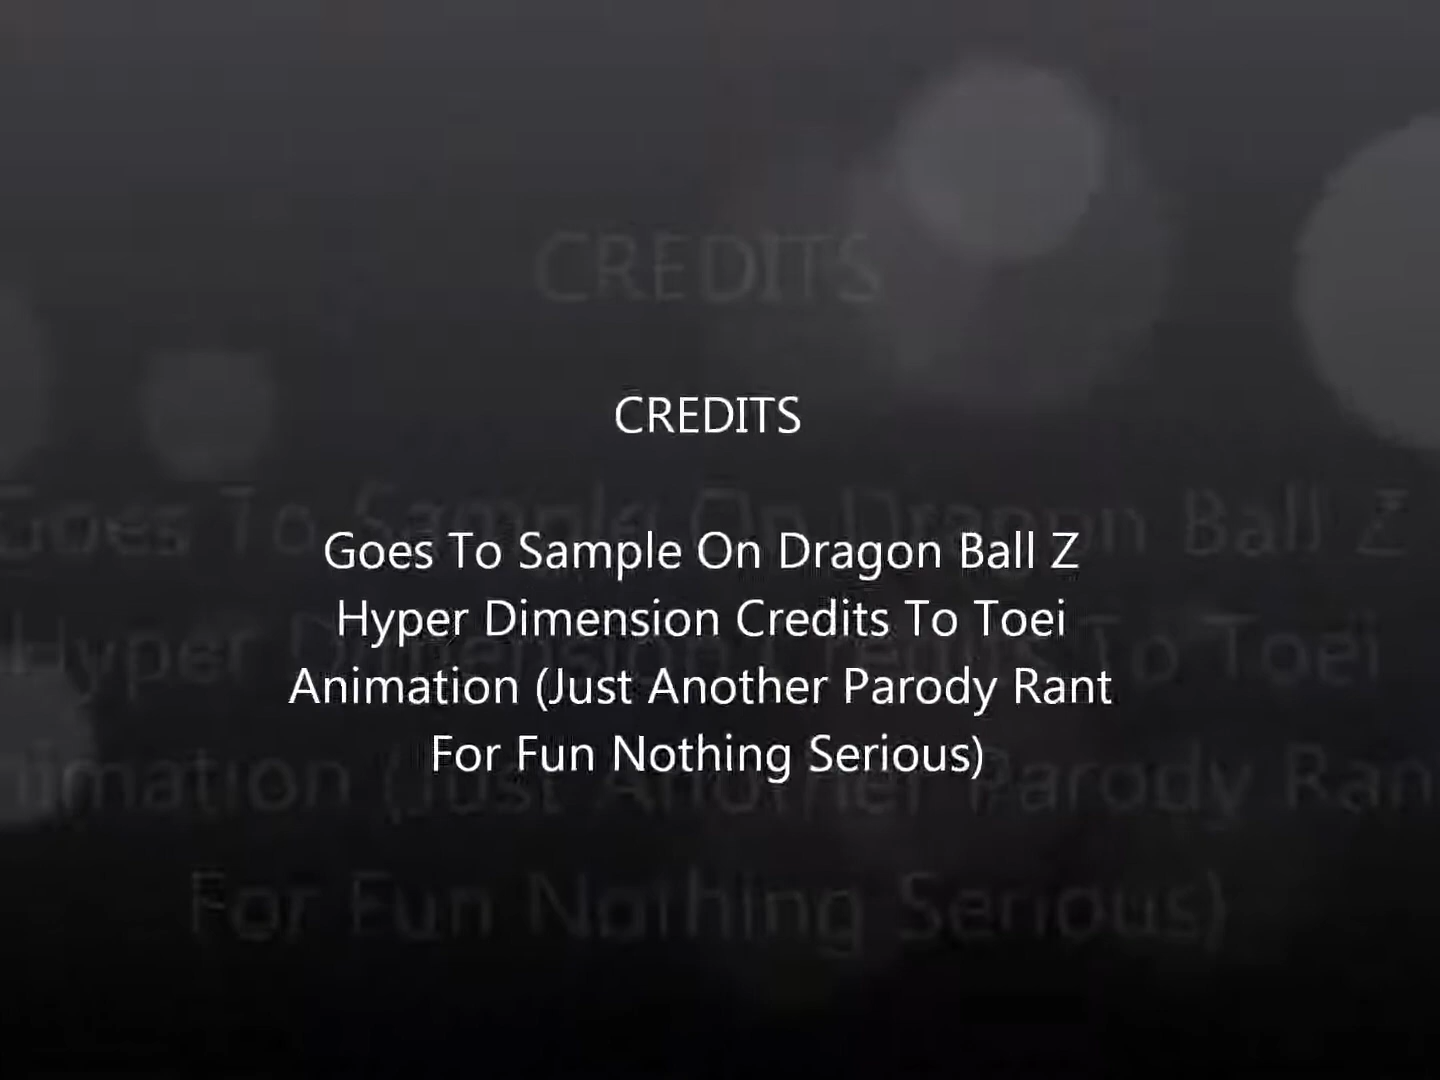 CREDITS
Goes To Sample On Dragon Ball Z
Hyper Dimension Credits To Toei
Animation (Just Another Parody Rant
For Fun Nothing Serious)